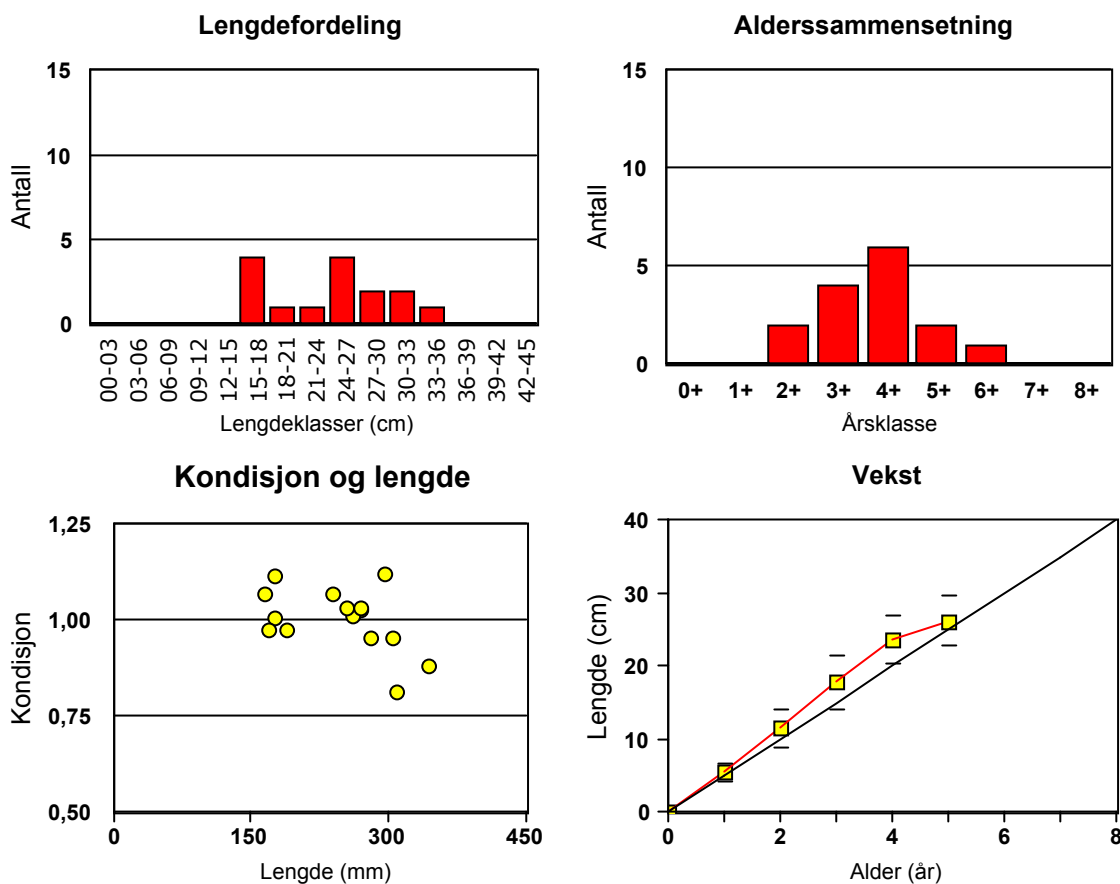 Lengdefordeling
15
10
5
0
Antall
00-03
03-06
06-09
09-12
12-15
15-18
18-21
21-24
24-27
27-30
30-33
33-36
36-39
39-42
42-45
Lengdeklasser (cm)
Alderssammensetning
15
10
5
0
Antall
0+ 1+ 2+ 3+ 4+ 5+ 6+ 7+ 8+
Årsklasse
Kondisjon og lengde
1,25
1,00
0,75
0,50
Kondisjon
0 150 300 450
Lengde (mm)
Vekst
40
30
20
10
0
Lengde (cm)
0 2 4 6 8
Alder (år)